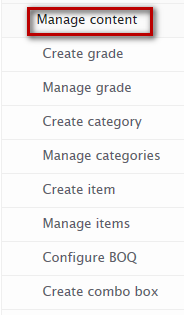 Manage content
Create grade
Manage grade
Create category
Manage categories
Create item
Manage items
Configure BOQ
Create combo box